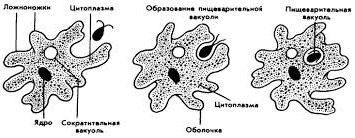 Ложноножки
Цитоплазма
Образование пищеварительной
вакуоли
Пищеварительная
вакуоль
Ядро
Сократительная
вакуоль
Цитоплазма
Оболочка